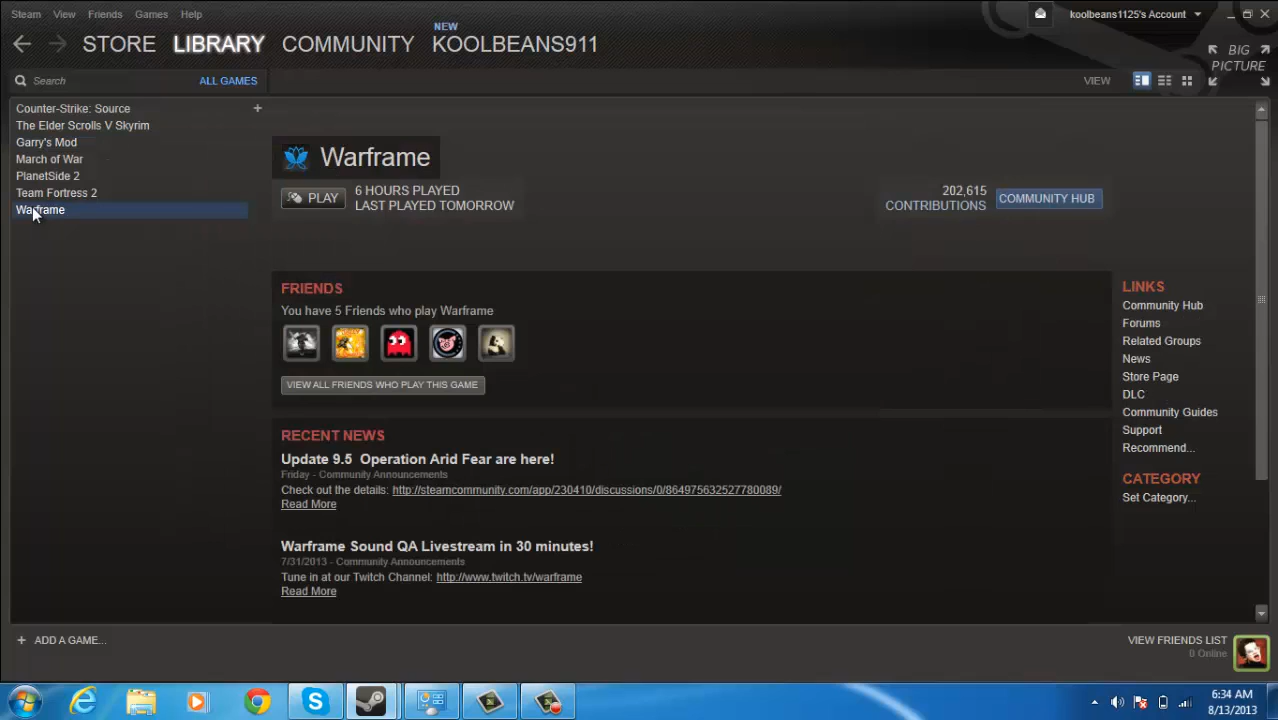 Steam View Friends Games Help
koolbeans1125's Account
NEW
STORE LIBRARY COMMUNITY KOOLBEANS911
BIG PICTURE
Search ALL GAMES
VIEW
Counter-Strike: Source +
The Elder Scrolls V Skyrim
Garry's Mod
March of War
PlanetSide 2
Team Fortress 2
Warframe
Warframe
PLAY
6 HOURS PLAYED
LAST PLAYED TOMORROW
202,615
CONTRIBUTIONS
COMMUNITY HUB
FRIENDS
You have 5 Friends who play Warframe
VIEW ALL FRIENDS WHO PLAY THIS GAME
RECENT NEWS
Update 9.5 Operation Arid Fear are here!
Friday - Community Announcements
Check out the details: http://steamcommunity.com/app/230410/discussions/0/864975632527780089/
Read More
Warframe Sound QA Livestream in 30 minutes!
7/31/2013 - Community Announcements
Tune in at our Twitch Channel: http://www.twitch.tv/warframe
Read More
LINKS
Community Hub
Forums
Related Groups
News
Store Page
DLC
Community Guides
Support
Recommend...
CATEGORY
Set Category...
+ ADD A GAME...
VIEW FRIENDS LIST
0 Online
6:34 AM
8/13/2013